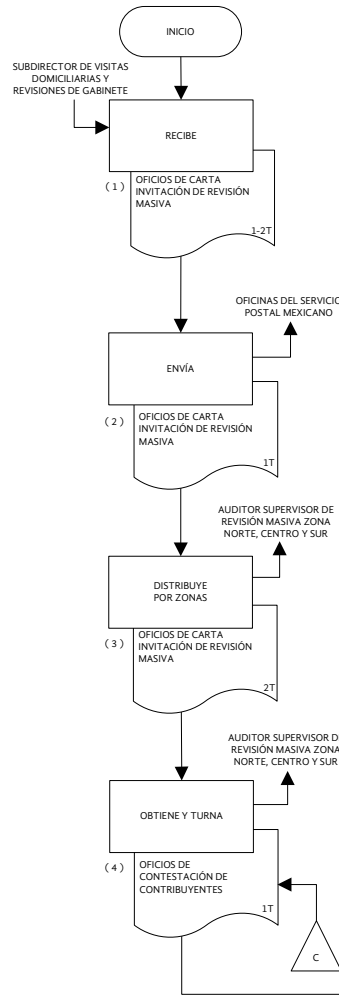 INICIO
SUBDIRECTOR DE VISITAS
DOMICILIARIAS Y
REVISIONES DE GABINETE
RECIBE
( 1 )
OFICIOS DE CARTA
INVITACIÓN DE REVISIÓN
MASIVA
1-2T
OFICINAS DEL SERVICIO
POSTAL MEXICANO
ENVÍA
( 2 )
OFICIOS DE CARTA
INVITACIÓN DE REVISIÓN
MASIVA
1T
AUDITOR SUPERVISOR DE
REVISIÓN MASIVA ZONA
NORTE, CENTRO Y SUR
DISTRIBUYE
POR ZONAS
( 3 )
OFICIOS DE CARTA
INVITACIÓN DE REVISIÓN
MASIVA
2T
AUDITOR SUPERVISOR DE
REVISIÓN MASIVA ZONA
NORTE, CENTRO Y SUR
OBTIENE Y TURNA
( 4 )
OFICIOS DE
CONTESTACIÓN DE
CONTRIBUYENTES
1T
C